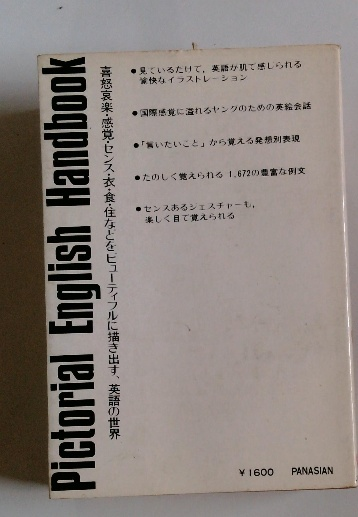 Pictorial English Handbook
喜怒哀楽・感覚・センス・衣・食・住などをビューティフルに描き出す、英語の世界
●見ているだけで，英語が肌で感じられる
愉快なイラストレーション
●国際感覚に溢れるヤングのための英絵会話
●「言いたいこと」から覚える発想別表現
●たのしく覚えられる 1,672の豊富な例文
●センスあるジェスチャーも，
楽しく目で覚えられる
￥1600 PANASIAN